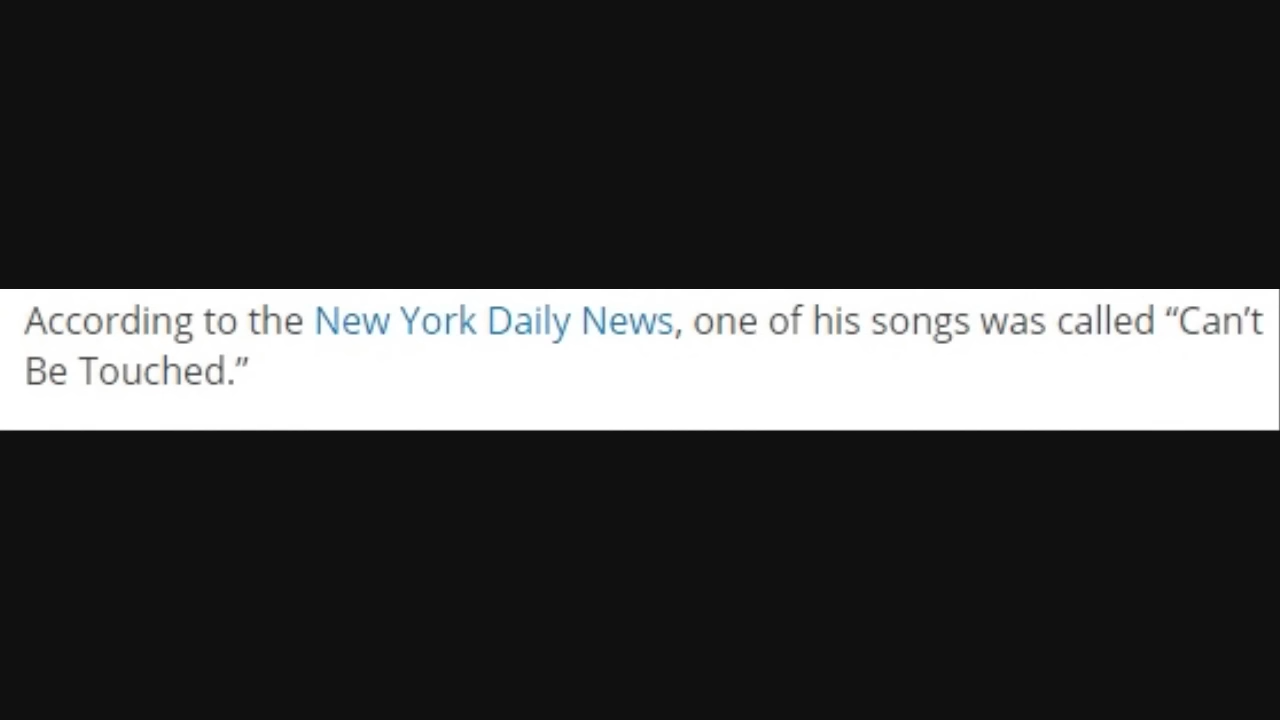 According to the New York Daily News, one of his songs was called “Can’t
Be Touched.”